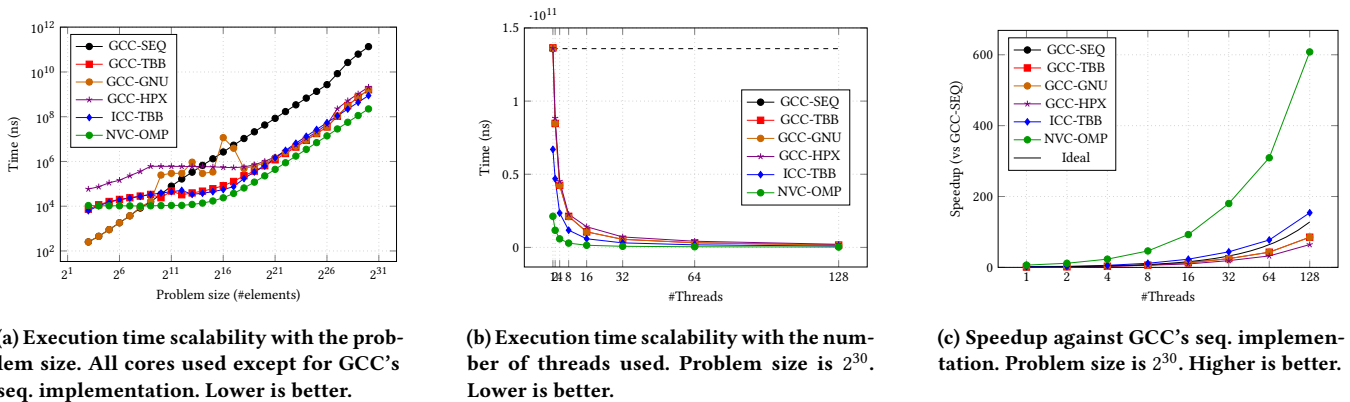 10^12
10^10
10^8
10^6
10^4
10^2
Time (ns)
GCC-SEQ
GCC-TBB
GCC-GNU
GCC-HPX
ICC-TBB
NVC-OMP
2^1 2^6 2^11 2^16 2^21 2^26 2^31
Problem size (#elements)
(a) Execution time scalability with the prob-
lem size. All cores used except for GCC's
seq. implementation. Lower is better.
·10^11
1.5
1
0.5
0
Time (ns)
GCC-SEQ
GCC-TBB
GCC-GNU
GCC-HPX
ICC-TBB
NVC-OMP
1 2 4 8 16 32 64 128
#Threads
(b) Execution time scalability with the num-
ber of threads used. Problem size is 2^30.
Lower is better.
600
400
200
0
Speedup (vs GCC-SEQ)
GCC-SEQ
GCC-TBB
GCC-GNU
GCC-HPX
ICC-TBB
NVC-OMP
Ideal
1 2 4 8 16 32 64 128
#Threads
(c) Speedup against GCC's seq. implemen-
tation. Problem size is 2^30. Higher is better.